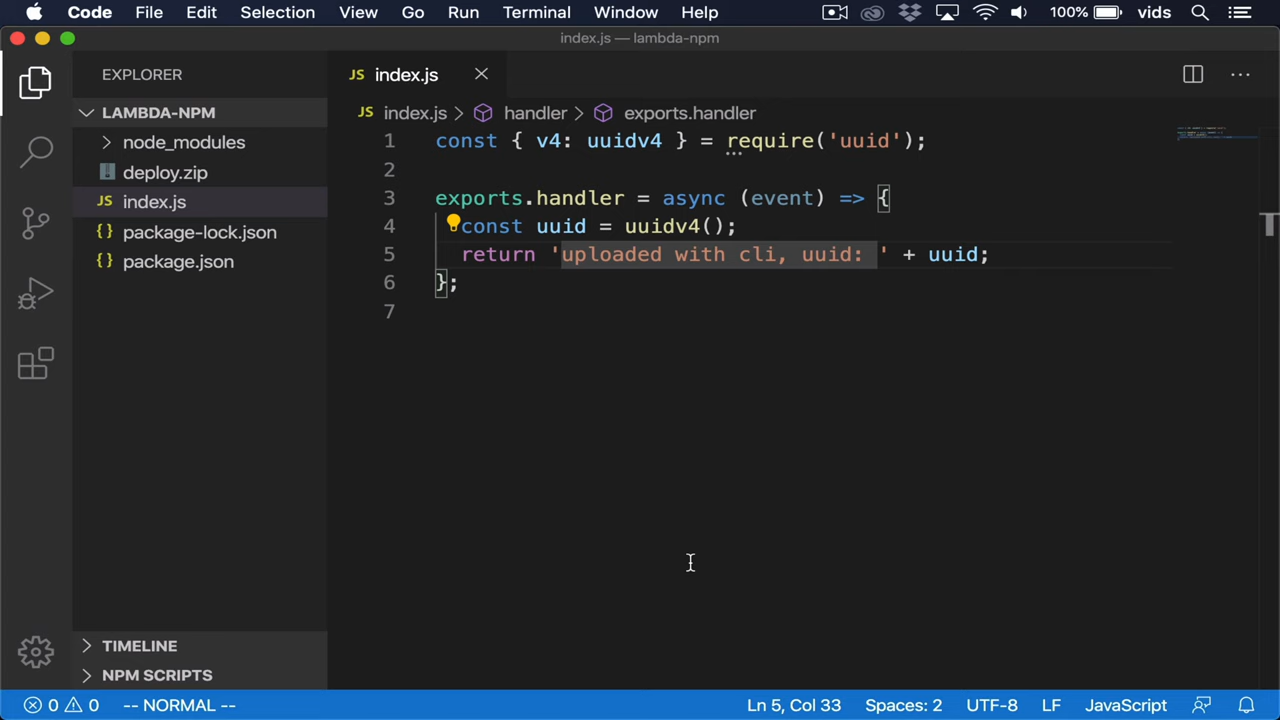 Code File Edit Selection View Go Run Terminal Window Help 100% vids
index.js — lambda-npm
EXPLORER
JS index.js
LAMBDA-NPM
JS index.js > handler > exports.handler
node_modules
deploy.zip
JS index.js
{} package-lock.json
{} package.json
1 const { v4: uuidv4 } = require('uuid');
2
3 exports.handler = async (event) => {
4 const uuid = uuidv4();
5 return 'uploaded with cli, uuid: ' + uuid;
6 };
7
TIMELINE
NPM SCRIPTS
0 0 -- NORMAL -- Ln 5, Col 33 Spaces: 2 UTF-8 LF JavaScript